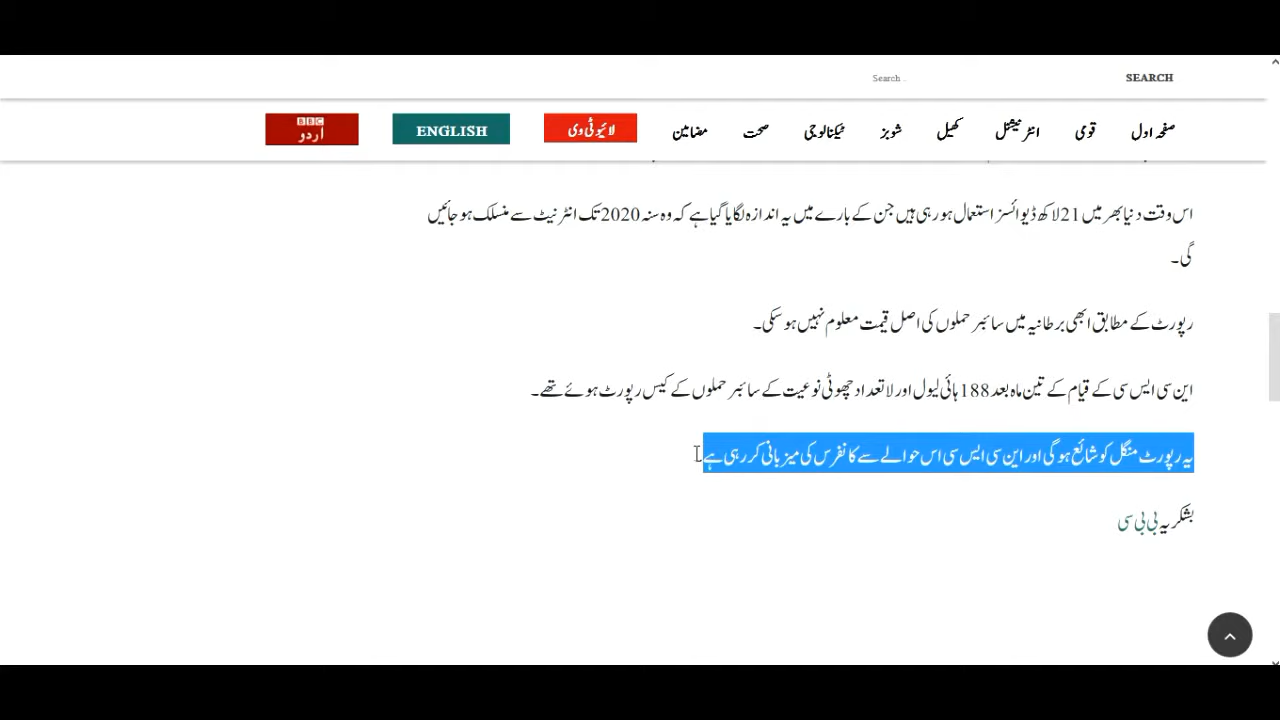 Search ..
SEARCH
صفحہ اول
قومی
انٹرنیشنل
کھیل
شوبز
ٹیکنالوجی
صحت
مضامین
لائیو ٹی وی
ENGLISH
BBC
اردو
اس وقت دنیا بھر میں 21 لاکھ ڈیوائسز استعمال ہو رہی ہیں جن کے بارے میں یہ اندازہ لگایا گیا ہے کہ وہ سنہ 2020 تک انٹرنیٹ سے منسلک ہو جائیں
گی۔
رپورٹ کے مطابق ابھی برطانیہ میں سائبر حملوں کی اصل قیمت معلوم نہیں ہو سکی۔
این سی ایس سی کے قیام کے تین ماہ بعد 188 ہائی لیول اور لاتعداد چھوٹی نوعیت کے سائبر حملوں کے کیس رپورٹ ہوئے تھے۔
یہ رپورٹ منگل کو شائع ہوگی اور این سی ایس سی اس حوالے سے کانفرس کی میزبانی کر رہی ہے
بشکریہ بی بی سی